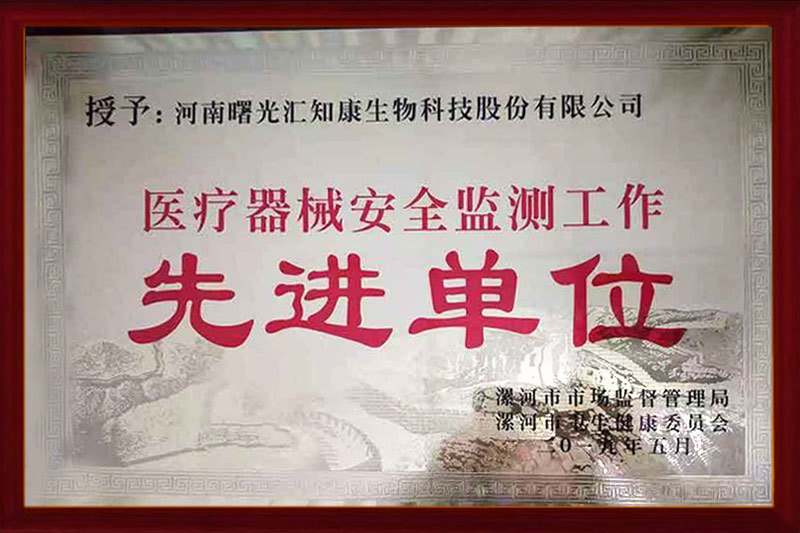 授予：河南曙光汇知康生物科技股份有限公司
医疗器械安全监测工作
先进单位
漯河市市场监督管理局
漯河市卫生健康委员会
二〇一九年五月